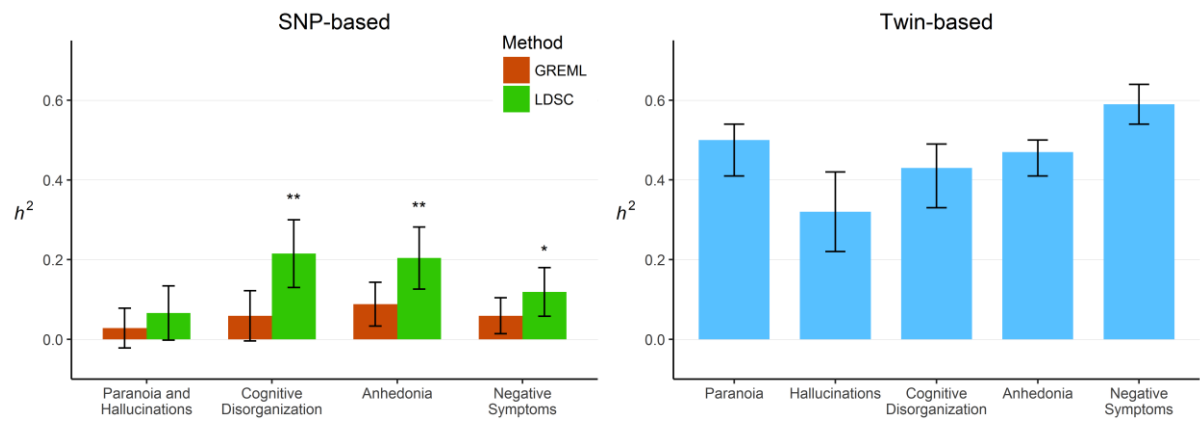 SNP-based
Method
GREML
LDSC
0.6
0.4
0.2
0.0
h²
**
**
*
Paranoia and
Hallucinations
Cognitive
Disorganization
Anhedonia
Negative
Symptoms
Twin-based
0.6
0.4
0.2
0.0
h²
Paranoia
Hallucinations
Cognitive
Disorganization
Anhedonia
Negative
Symptoms